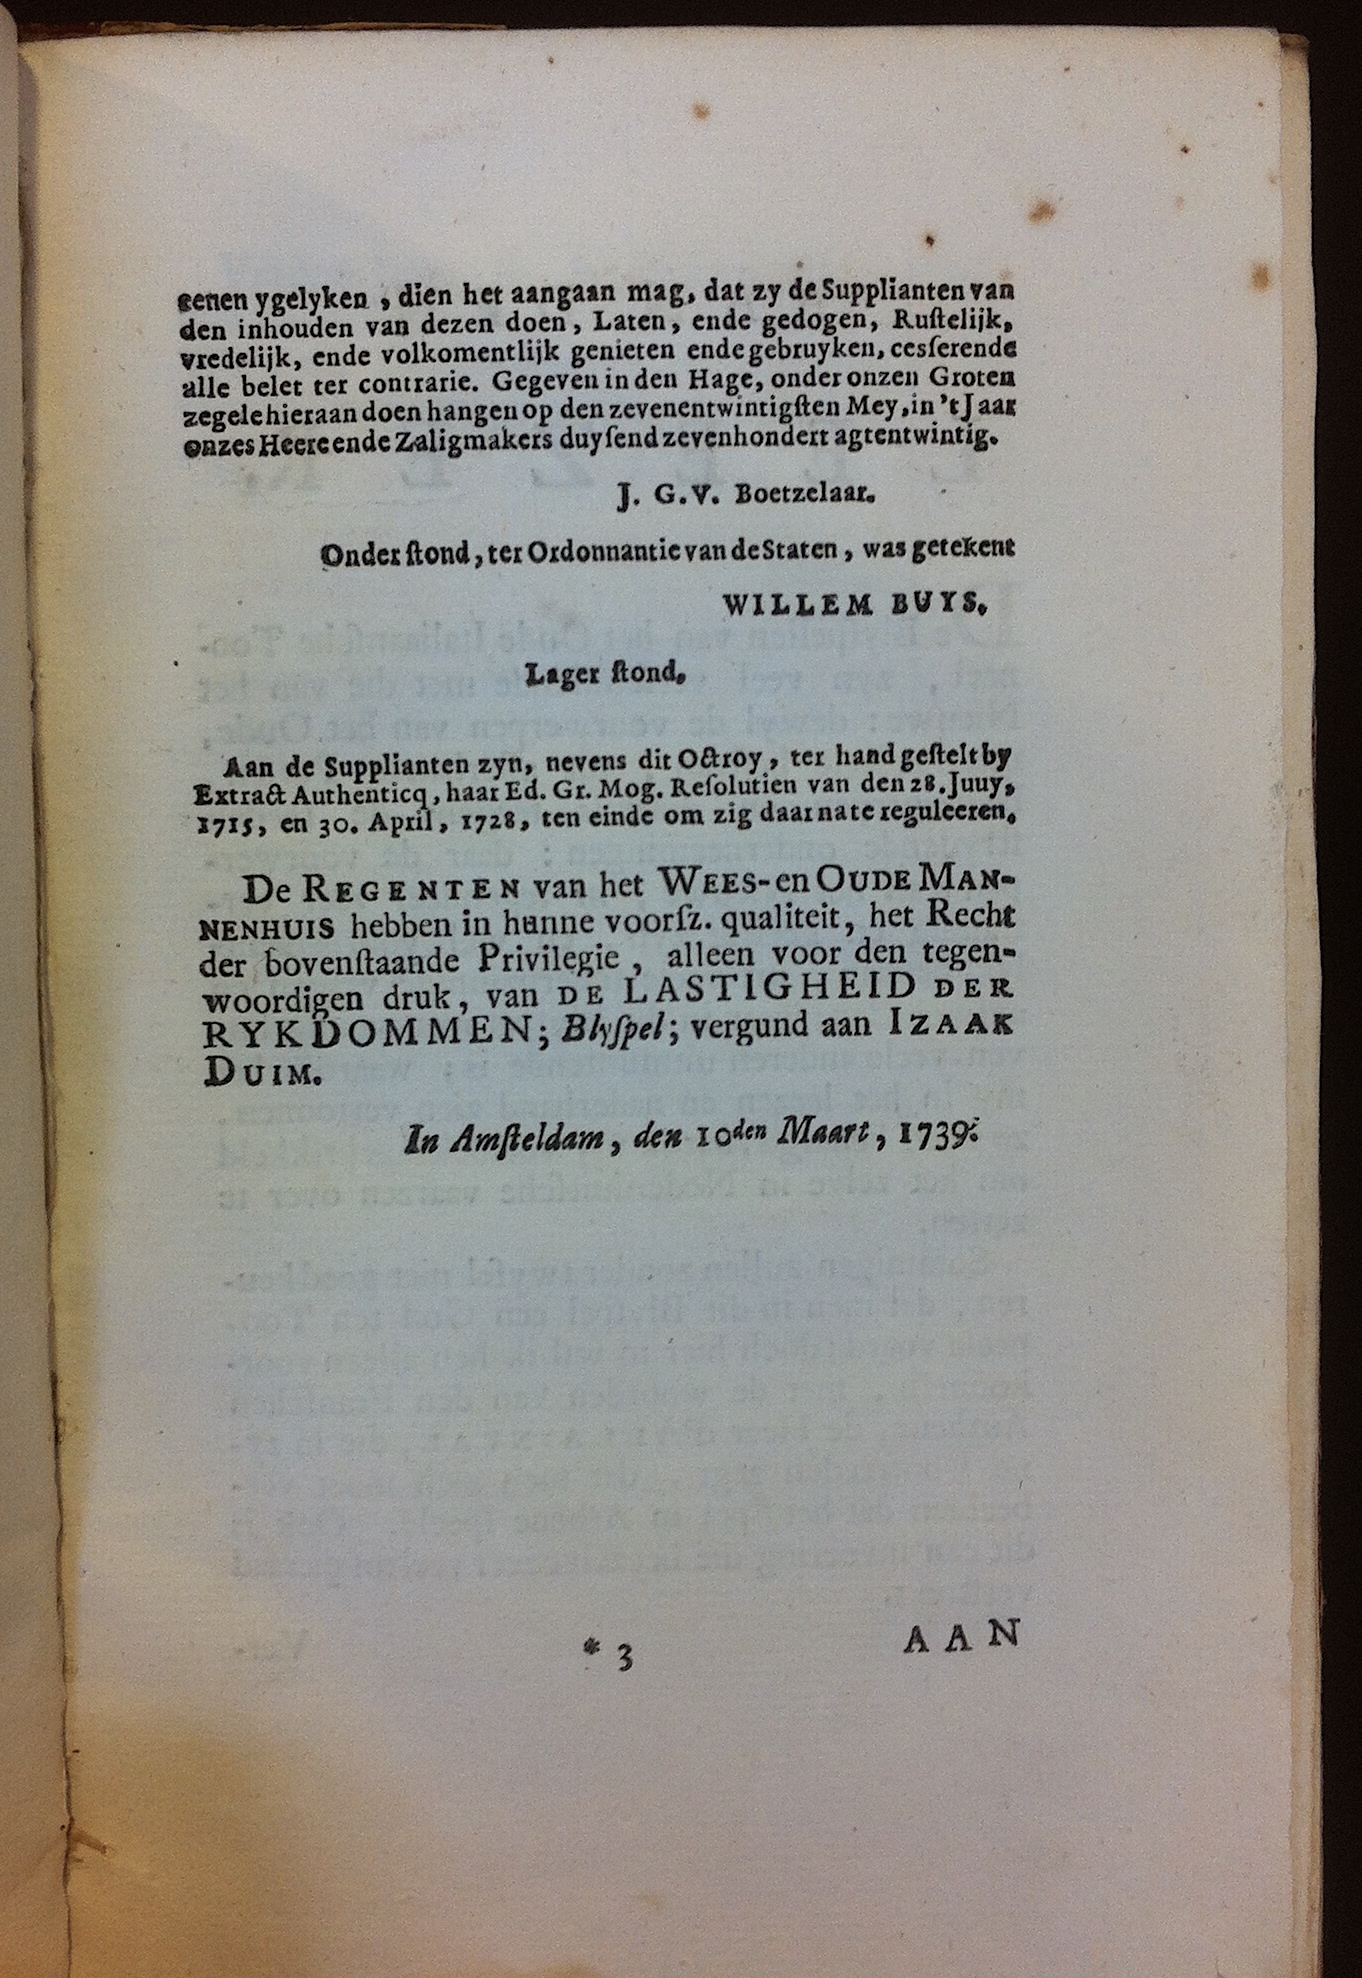 eenen ygelyken, dien het aangaan mag, dat zy de Supplianten van
den inhouden van dezen doen, Laten, ende gedogen, Ruſtelijk,
vredelijk, ende volkomentlijk genieten ende gebruyken, cesſerende
alle belet ter contrarie. Gegeven in den Hage, onder onzen Groten
zegele hieraan doen hangen op den zevenentwintigſten Mey, in 't Jaar
onzes Heere ende Zaligmakers duyſend zevenhondert agtentwintig.
J. G. V. Boetzelaar.
Onder ſtond, ter Ordonnantie van de Staten, was getekent
WILLEM BUYS.
Lager ſtond.
Aan de Supplianten zyn, nevens dit Octroy, ter hand geſtelt by
Extract Authenticq, haar Ed. Gr. Mog. Reſolutien van den 28. Juuy,
1715, en 30. April, 1728, ten einde om zig daar na te reguleeren.
De REGENTEN van het WEES- en OUDE MAN-
NENHUIS hebben in hunne voorſz. qualiteit, het Recht
der bovenſtaande Privilegie, alleen voor den tegen-
woordigen druk, van DE LASTIGHEID DER
RYKDOMMEN; Blyſpel; vergund aan IZAAK
DUIM.
In Amſteldam, den 10den Maart, 1739.
* 3 AAN